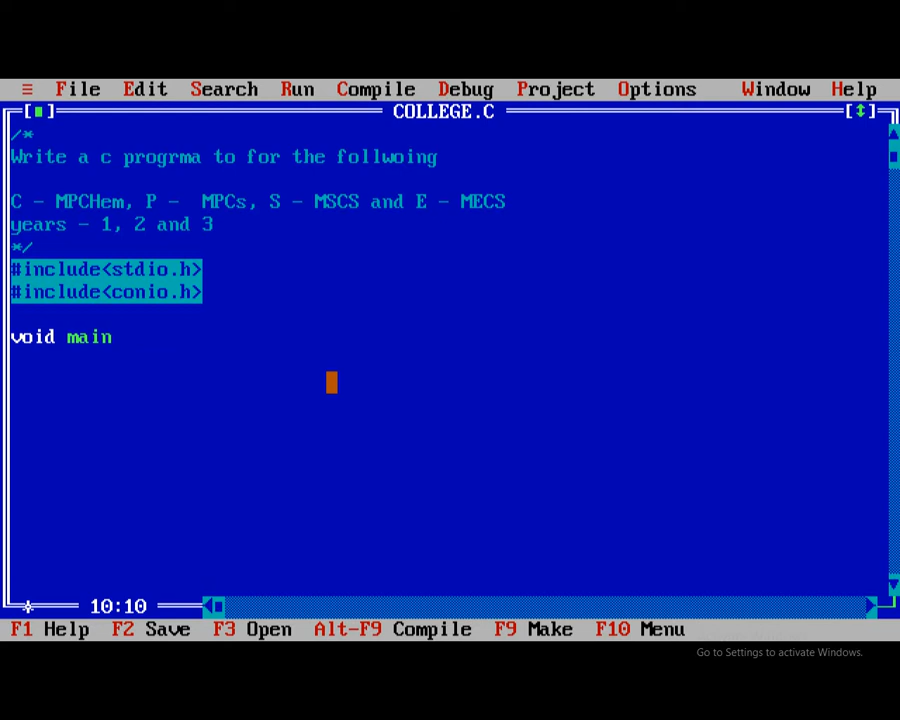 ≡ File Edit Search Run Compile Debug Project Options Window Help
COLLEGE.C
/*
Write a c progrma to for the follwoing
C - MPCHem, P - MPCs, S - MSCS and E - MECS
years - 1, 2 and 3
*/
#include<stdio.h>
#include<conio.h>
void main
10:10
F1 Help F2 Save F3 Open Alt-F9 Compile F9 Make F10 Menu
Go to Settings to activate Windows.